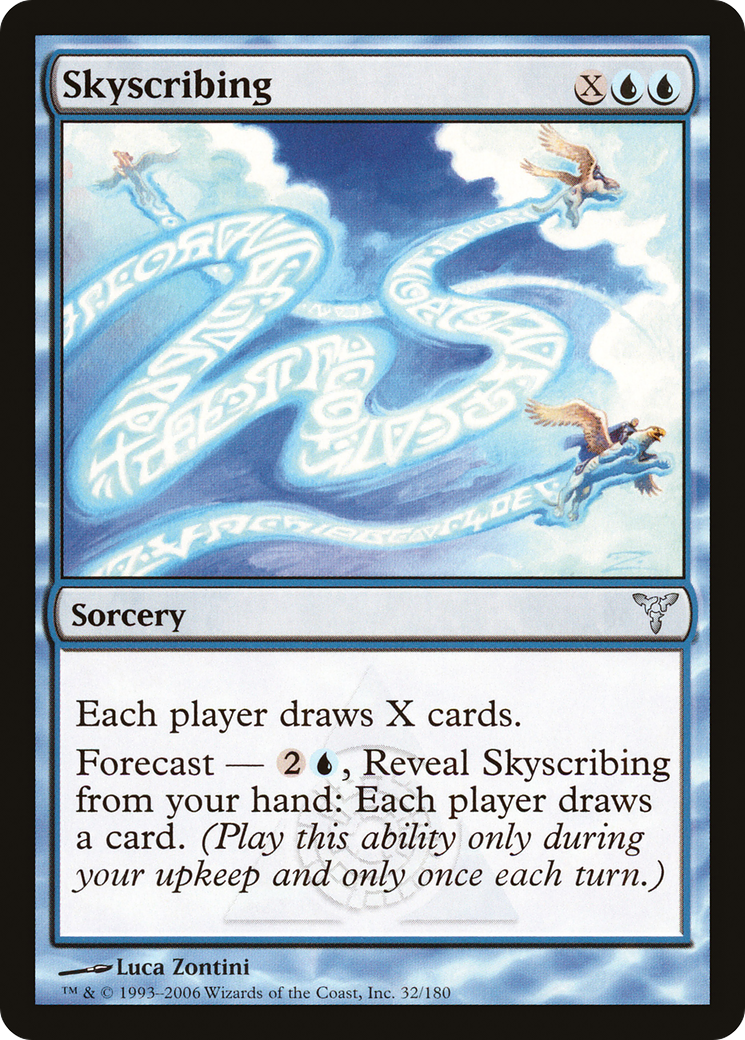 Skyscribing X
Sorcery
Each player draws X cards.
Forecast — 2, Reveal Skyscribing
from your hand: Each player draws
a card. (Play this ability only during
your upkeep and only once each turn.)
Luca Zontini
™ & © 1993–2006 Wizards of the Coast, Inc. 32/180